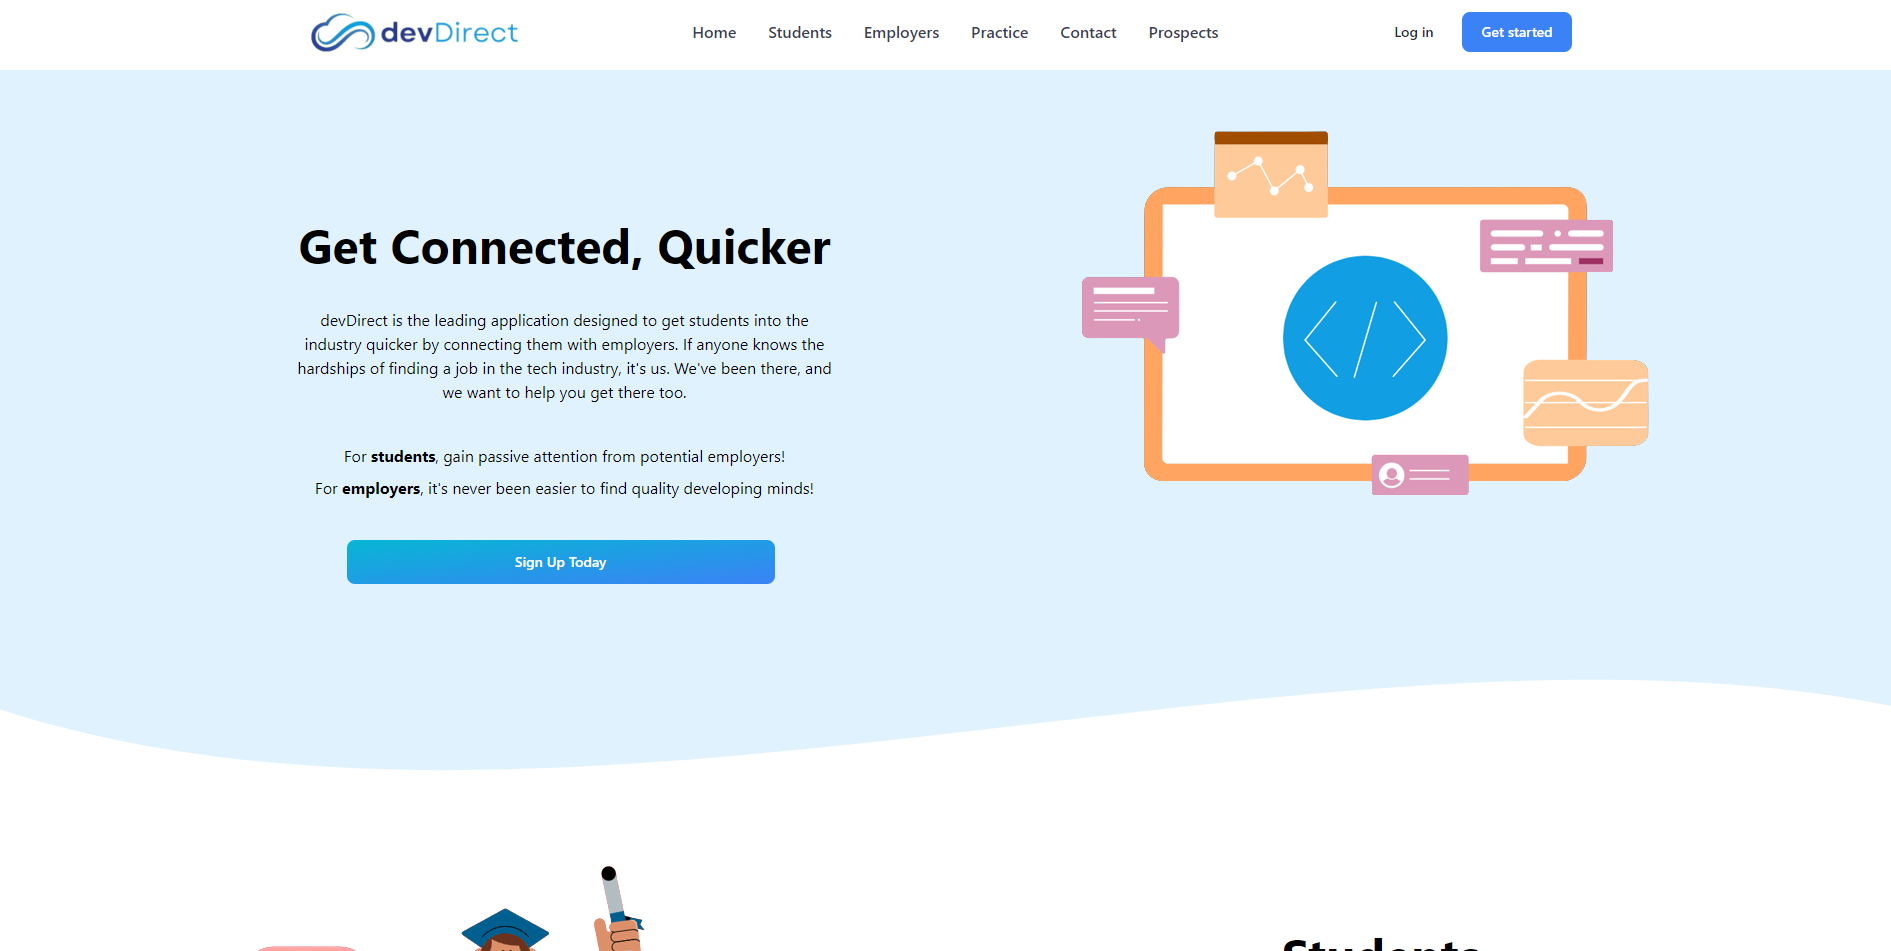 devDirect
Home Students Employers Practice Contact Prospects
Log in
Get started
Get Connected, Quicker
devDirect is the leading application designed to get students into the
industry quicker by connecting them with employers. If anyone knows the
hardships of finding a job in the tech industry, it's us. We've been there, and
we want to help you get there too.
For students, gain passive attention from potential employers!
For employers, it's never been easier to find quality developing minds!
Sign Up Today
</> 
Students